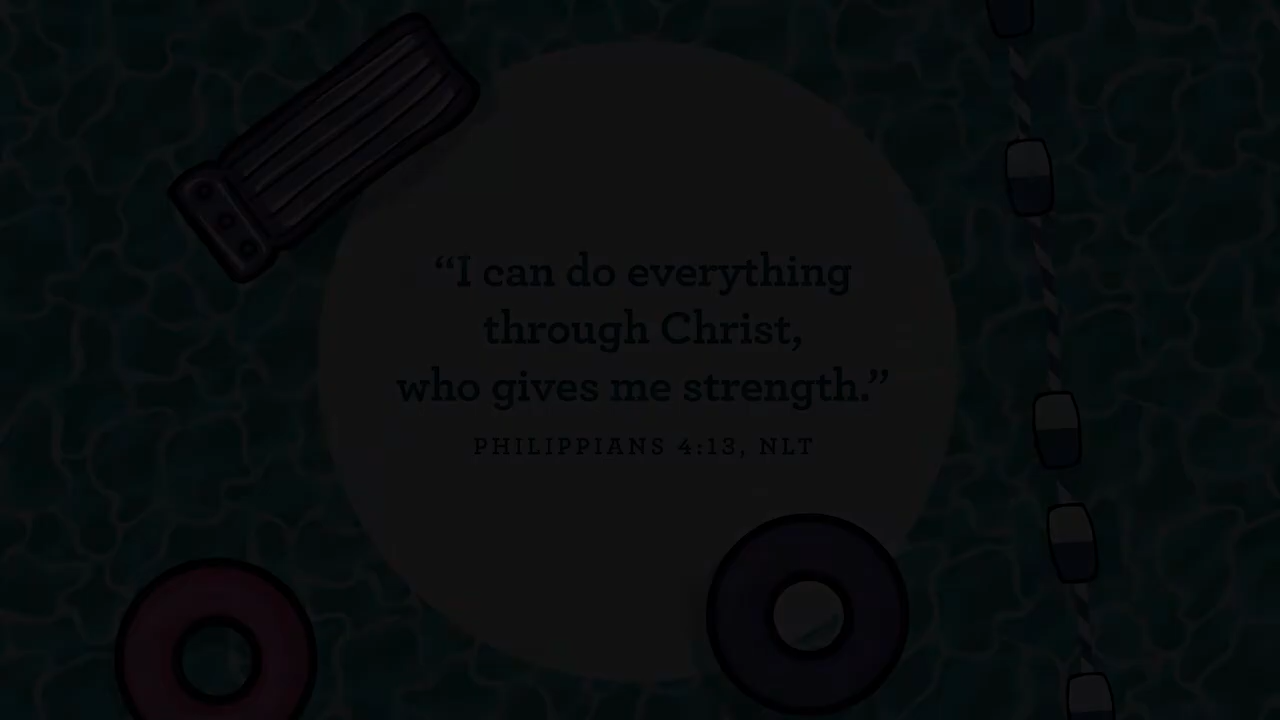 “I can do everything
through Christ,
who gives me strength.”
PHILIPPIANS 4:13, NLT